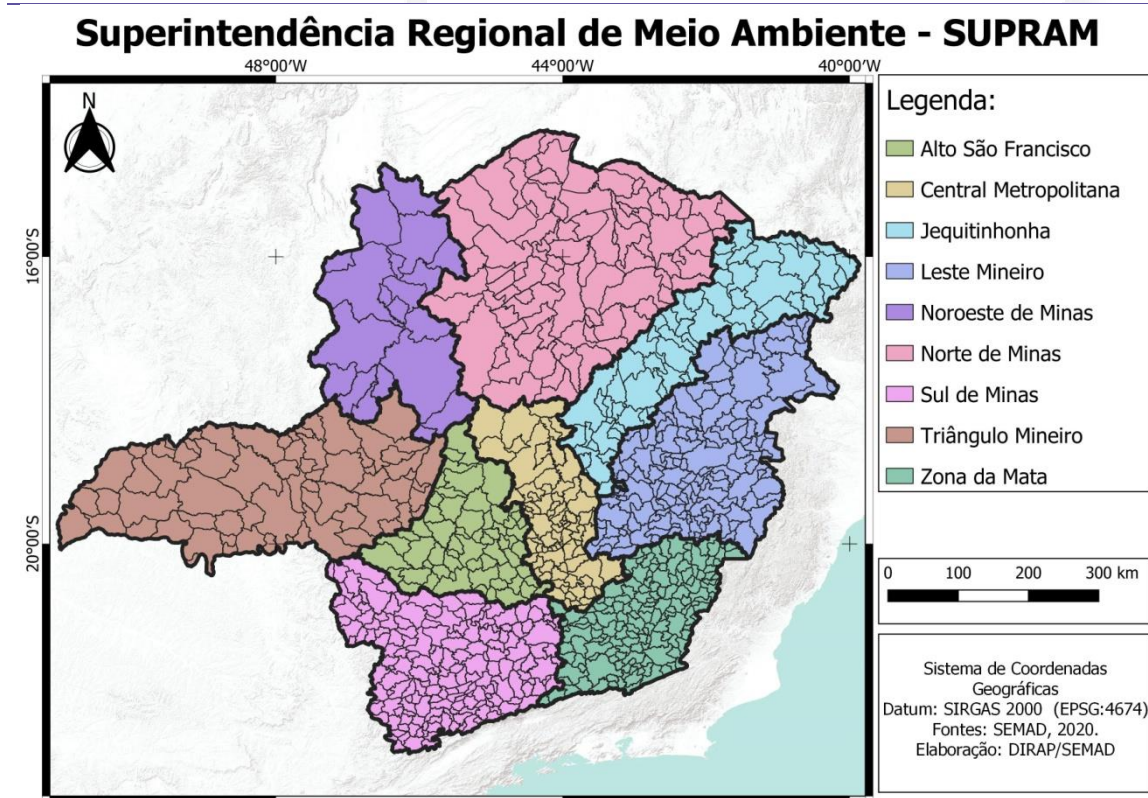 Superintendência Regional de Meio Ambiente - SUPRAM
48°00'W
44°00'W
40°00'W
N
16°00'S
20°00'S
Legenda:
Alto São Francisco
Central Metropolitana
Jequitinhonha
Leste Mineiro
Noroeste de Minas
Norte de Minas
Sul de Minas
Triângulo Mineiro
Zona da Mata
0 100 200 300 km
Sistema de Coordenadas
Geográficas
Datum: SIRGAS 2000 (EPSG:4674)
Fontes: SEMAD, 2020.
Elaboração: DIRAP/SEMAD